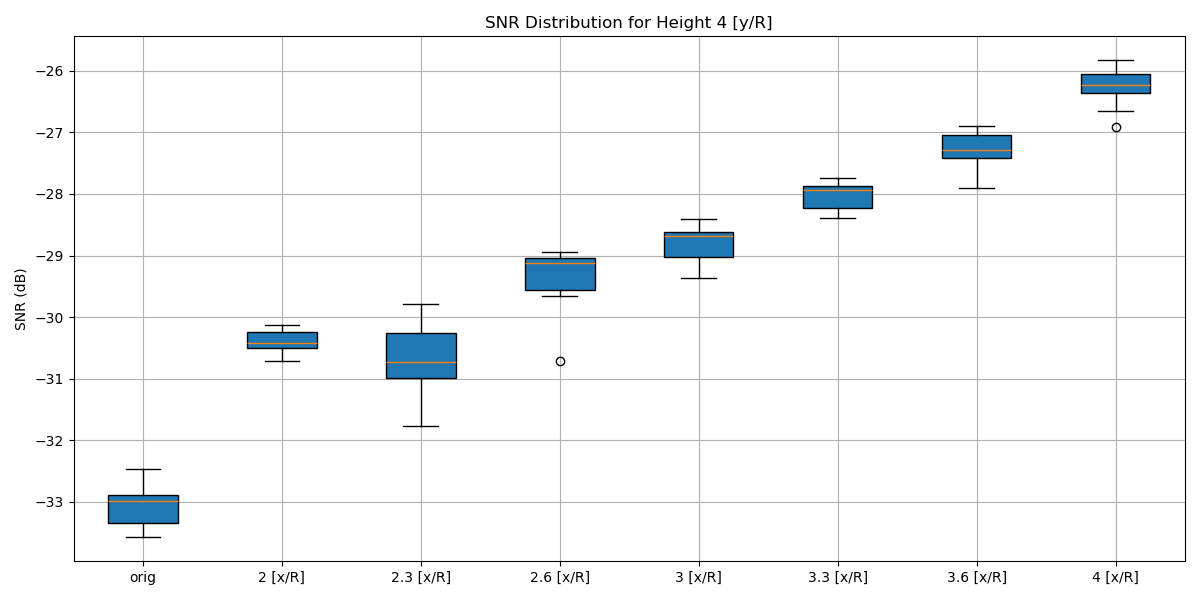 SNR Distribution for Height 4 [y/R]
SNR (dB)
−26
−27
−28
−29
−30
−31
−32
−33
orig
2 [x/R]
2.3 [x/R]
2.6 [x/R]
3 [x/R]
3.3 [x/R]
3.6 [x/R]
4 [x/R]